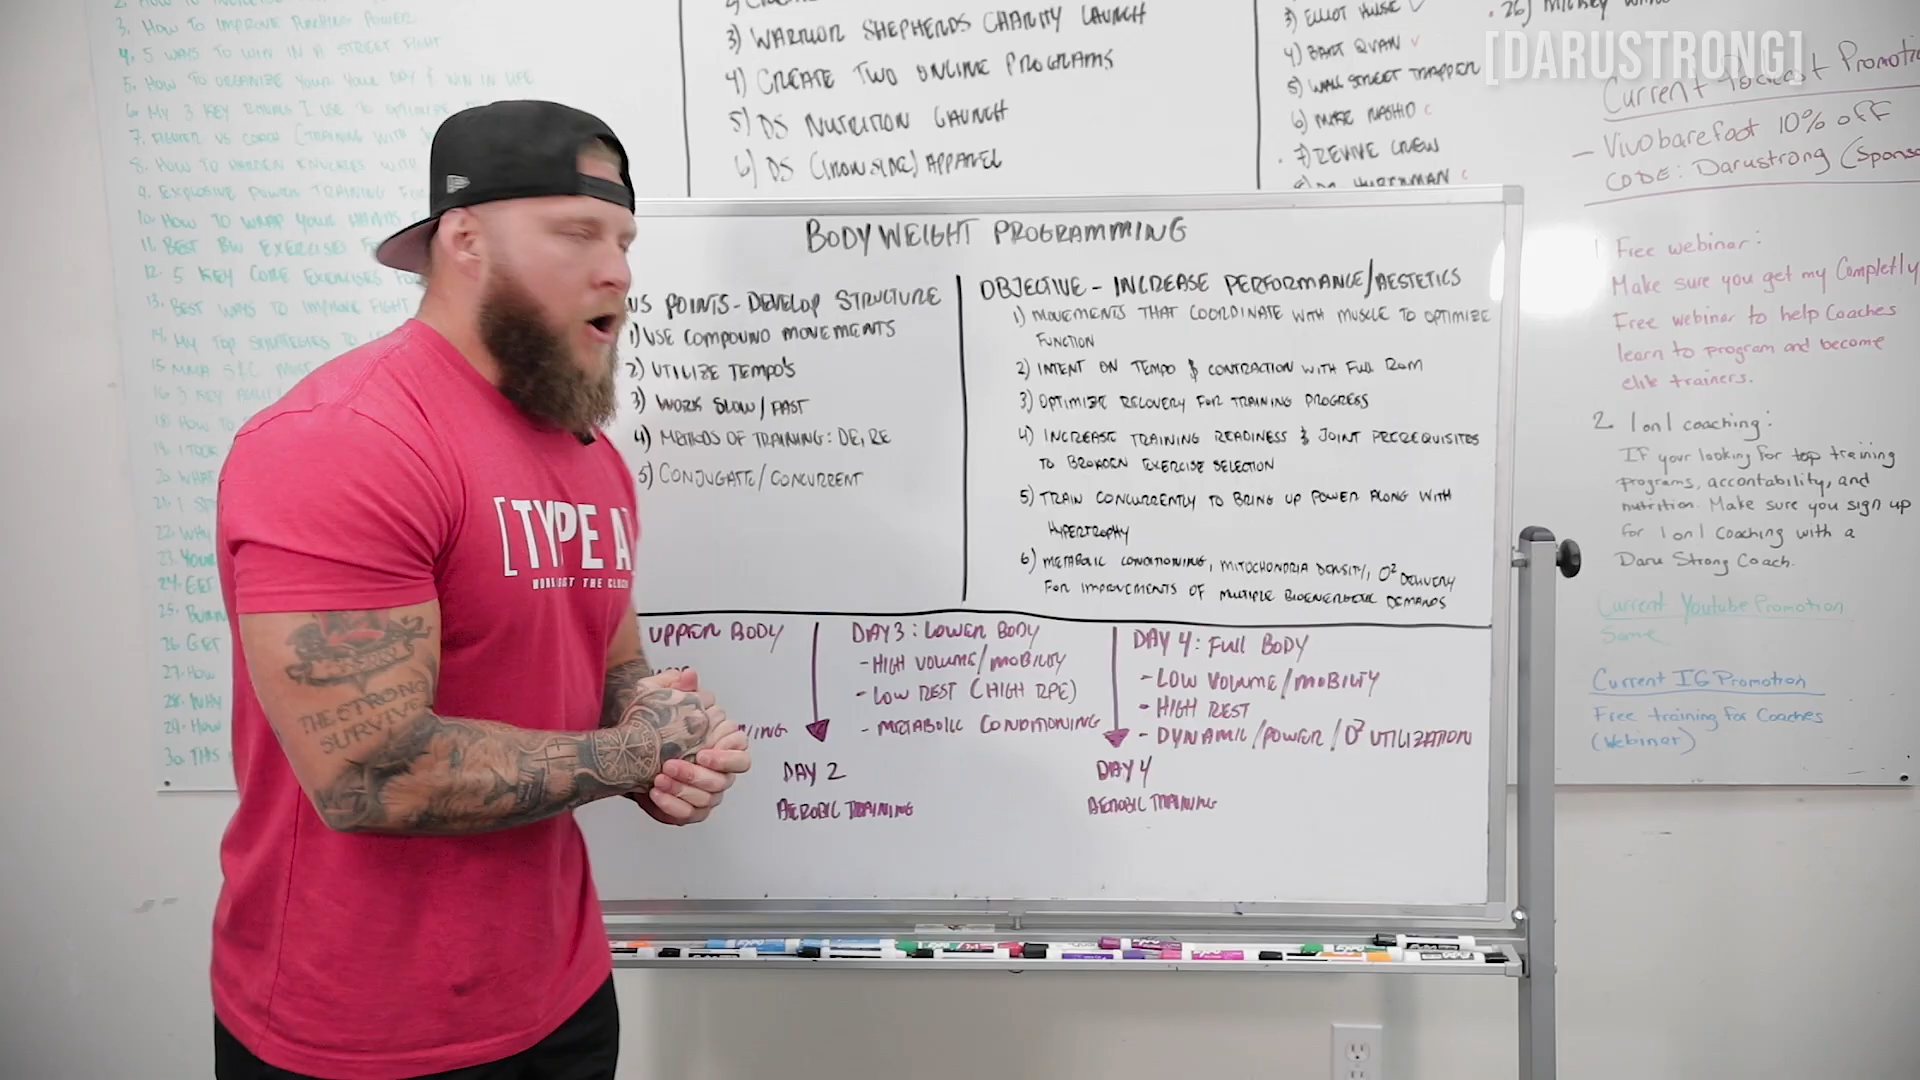 3. HOW TO IMPROVE PUNCHING POWER
4. 5 WAYS TO WIN IN A STREET FIGHT
5. HOW TO ORGANIZE YOUR DAY & WIN IN LIFE
6. MY 3 KEY I USE TO OPTIMIZE
7. FIGHTER VS COACH (TRAINING WITH
8. HOW TO HARDEN KNUCKLES WITH
9. EXPLOSIVE POWER TRAINING FOR
10. HOW TO WRAP YOUR HANDS
11. BEST BW EXERCISES FOR
12. 5 KEY CORE EXERCISES FOR
13. BEST WAYS TO IMPROVE FIGHT
14. MY TOP STRATEGIES TO
15. MMA S&C
16. 3 KEY
18. HOW TO
19. I TOOK
20. WHAT
22. WHY
23. YOUR
24. GET
25. BURN
26. GET
27. HOW
28. WHY
29. HOW
30. THIS
3) WARRIOR SHEPHERDS CHARITY LAUNCH
4) CREATE TWO ONLINE PROGRAMS
5) DS NUTRITION LAUNCH
6) DS (IRONSIDE) APPAREL
3) ELLIOT HULSE
4) BART QUAN
5) WALL STREET TRAPPER
6) RASHID
7) REVIVE CREW
26) MICKEY
[DARUSTRONG]
Current Podcast Promotio
- Vivobarefoot 10% off
CODE: Darustrong (Spons
1. Free webinar:
Make sure you get my Completly
Free webinar to help Coaches
learn to program and become
elite trainers.
2. 1 on 1 coaching:
IF your looking for top training
programs, accontability, and
nutrition. Make sure you sign up
for 1 on 1 coaching with a
Daru Strong Coach.
Current Youtube Promotion
Same
Current IG Promotion
Free training for Coaches
(Webinar)
BODYWEIGHT PROGRAMMING
US POINTS - DEVELOP STRUCTURE
1) USE COMPOUND MOVEMENTS
2) UTILIZE TEMPO'S
3) WORK SLOW/FAST
4) METHODS OF TRAINING: DE, RE
5) CONJUGATE/CONCURRENT
OBJECTIVE - INCREASE PERFORMANCE/AESTETICS
1) MOVEMENTS THAT COORDINATE WITH MUSCLE TO OPTIMIZE
FUNCTION
2) INTENT ON TEMPO & CONTRACTION WITH FULL ROM
3) OPTIMIZE RECOVERY FOR TRAINING PROGRESS
4) INCREASE TRAINING READINESS & JOINT PREREQUISITES
TO BROADEN EXERCISE SELECTION
5) TRAIN CONCURRENTLY TO BRING UP POWER ALONG WITH
HYPERTROPHY
6) METABOLIC CONDITIONING, MITOCHONDRIA DENSITY, O² DELIVERY
FOR IMPROVEMENTS OF MULTIPLE BIOENERGETIC DEMANDS
UPPER BODY
NING
DAY 2
AEROBIC TRAINING
DAY 3: LOWER BODY
- HIGH VOLUME/MOBILITY
- LOW REST (HIGH RPE)
- METABOLIC CONDITIONING
DAY 4: FULL BODY
- LOW VOLUME/MOBILITY
- HIGH REST
- DYNAMIC/POWER/O² UTILIZATION
DAY 4
AEROBIC TRAINING
[TYPE A]
THE STRONG
SURVIVE